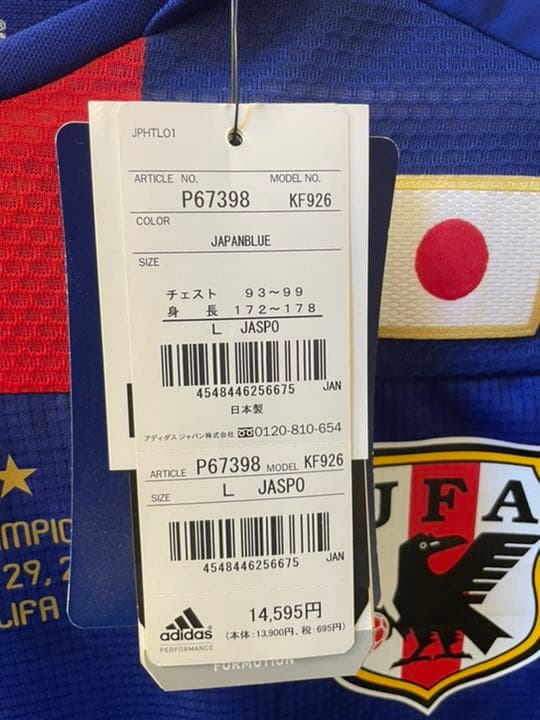 JPHTL01
ARTICLE NO. MODEL NO.
P67398 KF926
COLOR
JAPANBLUE
SIZE
チェスト 93～99
身 長 172～178
L JASPO
4548446256675 JAN
日本製
アディダス ジャパン株式会社 0120-810-654
ARTICLE P67398 MODEL KF926
SIZE L JASPO
4548446256675 JAN
adidas
PERFORMANCE
14,595円
(本体:13,900円、税:695円)
FORMOTION
JFA
29, 2